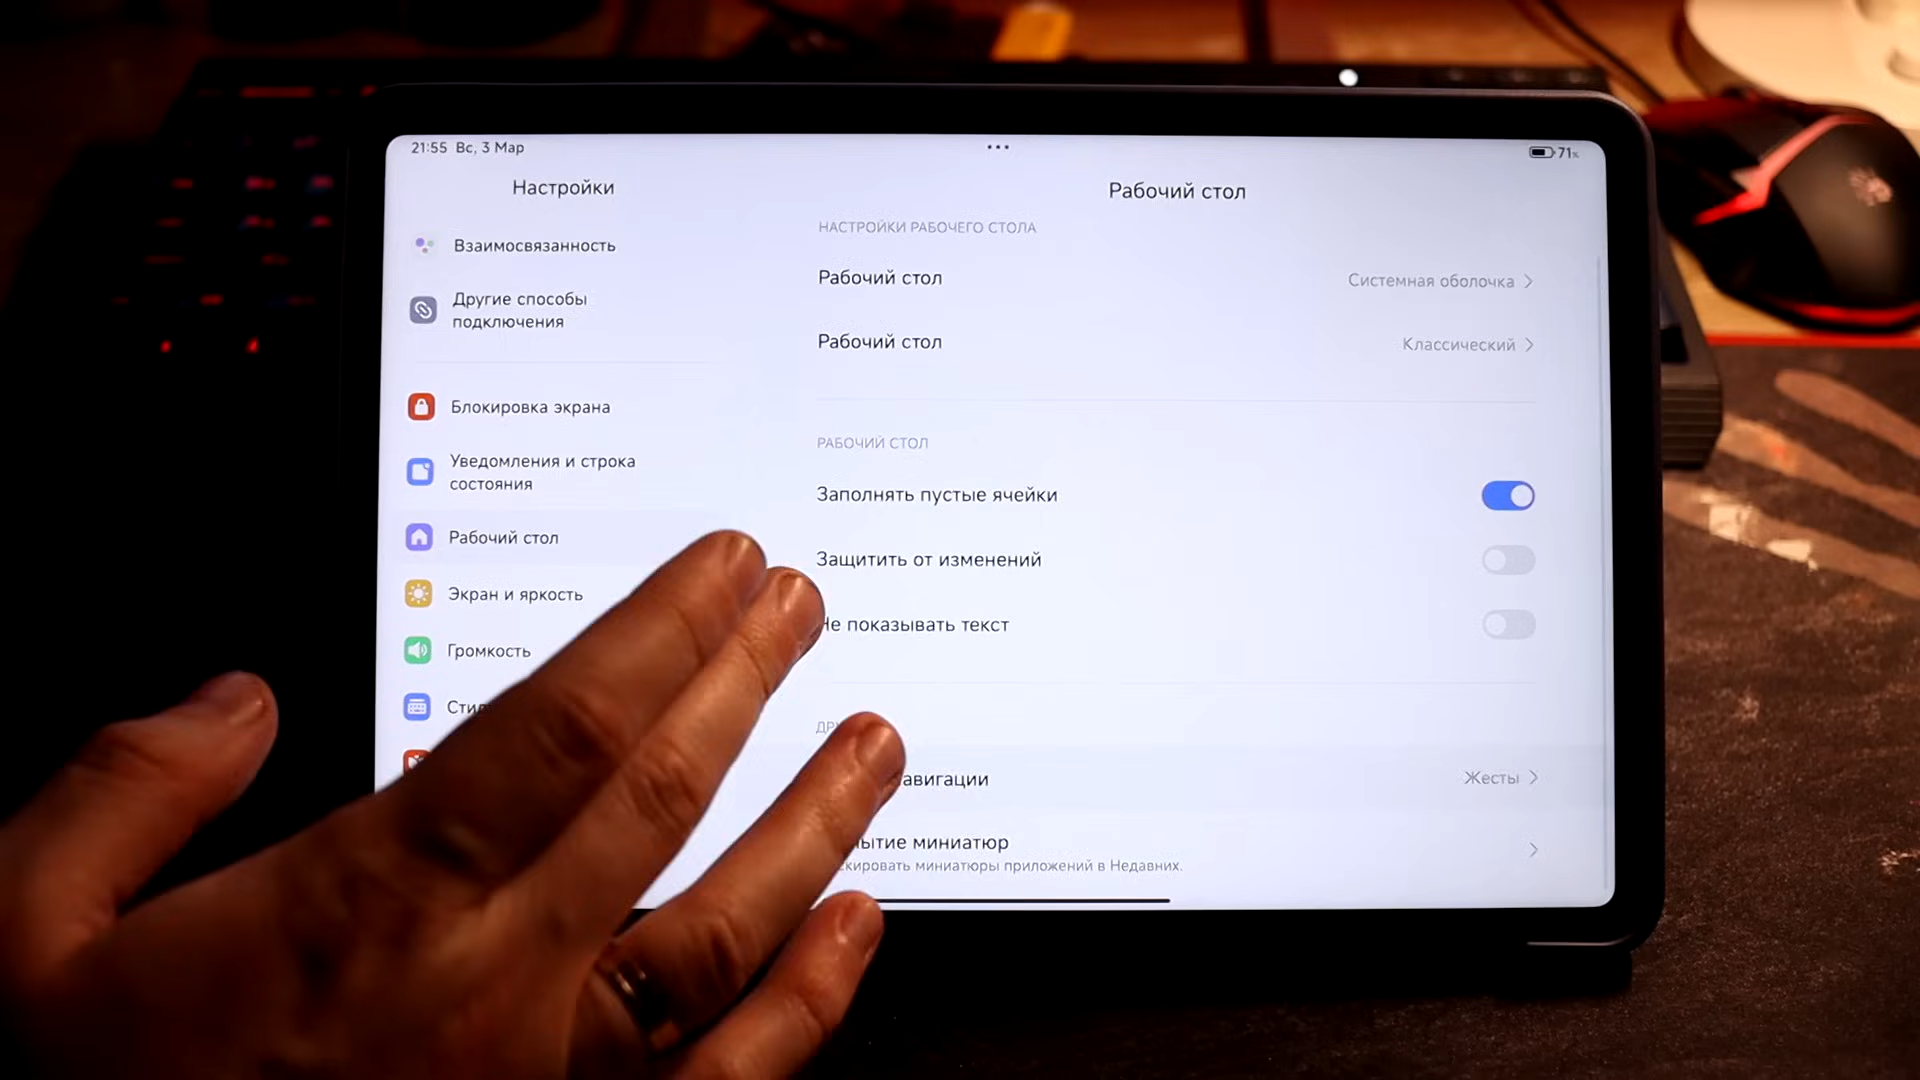 21:55 Вс, 3 Мар
71%
Настройки
Взаимосвязанность
Другие способы
подключения
Блокировка экрана
Уведомления и строка
состояния
Рабочий стол
Экран и яркость
Громкость
Рабочий стол
НАСТРОЙКИ РАБОЧЕГО СТОЛА
Рабочий стол Системная оболочка
Рабочий стол Классический
РАБОЧИЙ СТОЛ
Заполнять пустые ячейки
Защитить от изменений
Не показывать текст
авигации Жесты
ытие миниатюр
кировать миниатюры приложений в Недавних.